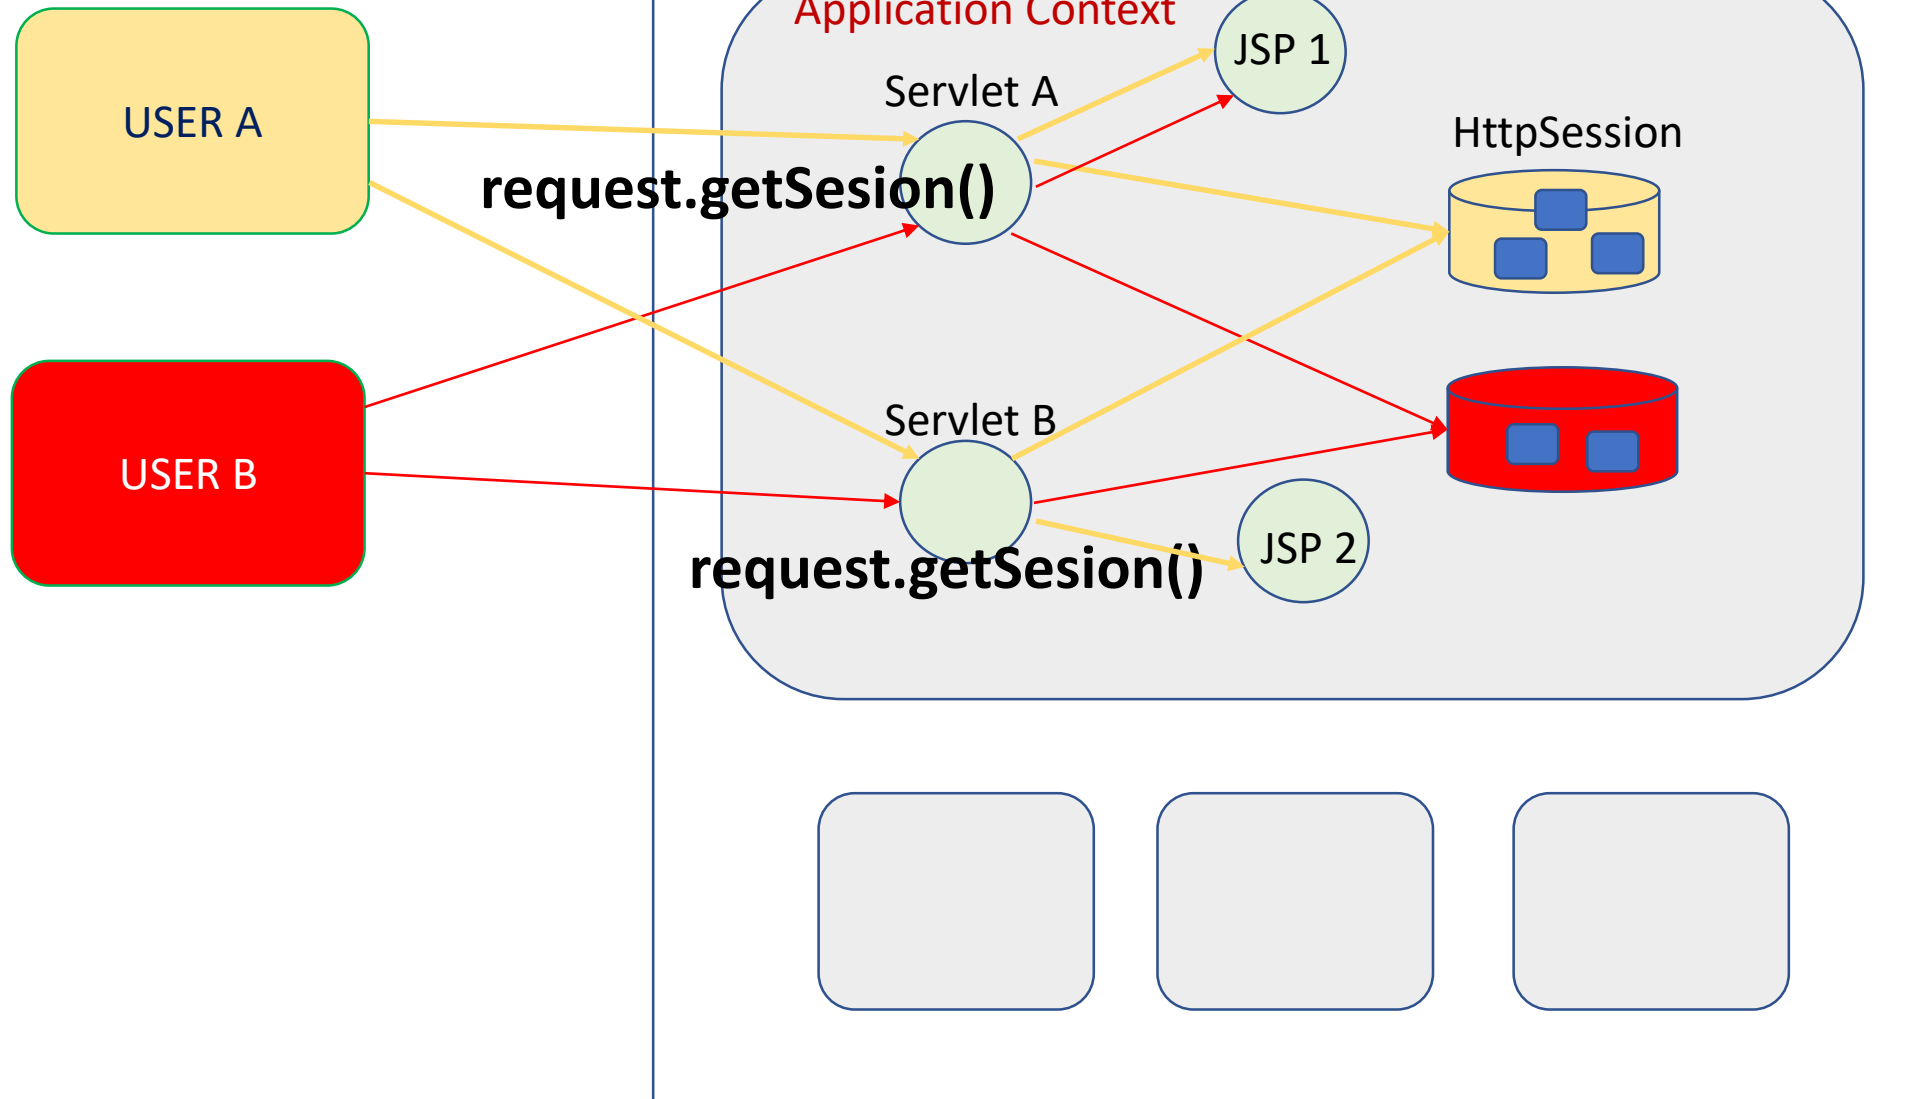 Application Context
JSP 1
Servlet A
USER A
HttpSession
request.getSesion()
Servlet B
USER B
JSP 2
request.getSesion()